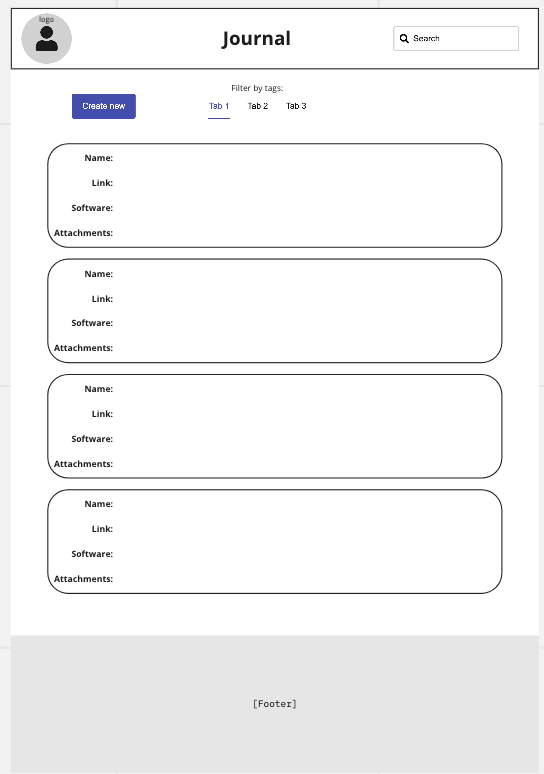 logo
Journal
Search
Filter by tags:
Create new
Tab 1
Tab 2
Tab 3
Name:
Link:
Software:
Attachments:
Name:
Link:
Software:
Attachments:
Name:
Link:
Software:
Attachments:
Name:
Link:
Software:
Attachments:
[Footer]